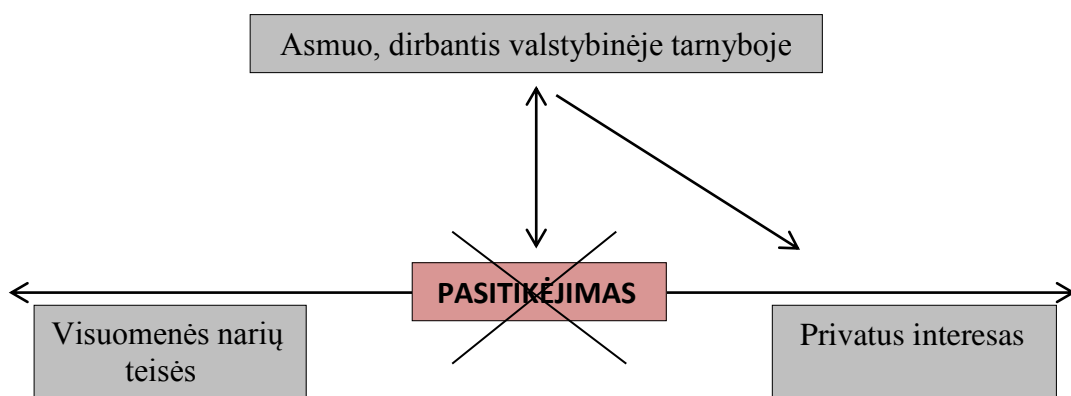 Asmuo, dirbantis valstybinėje tarnyboje
PASITIKĖJIMAS
Visuomenės narių
teisės
Privatus interesas